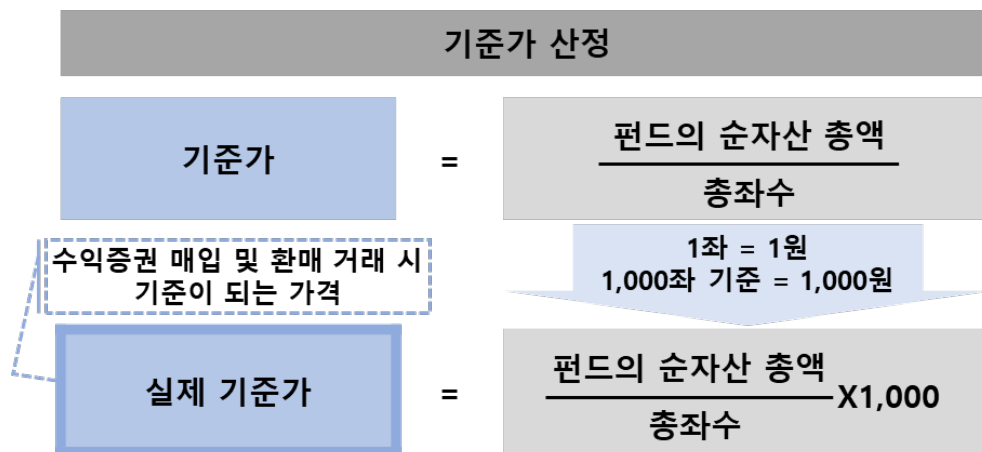 기준가 산정
기준가
=
펀드의 순자산 총액
총좌수
수익증권 매입 및 환매 거래 시
기준이 되는 가격
1좌 = 1원
1,000좌 기준 = 1,000원
실제 기준가
=
펀드의 순자산 총액
총좌수
X1,000